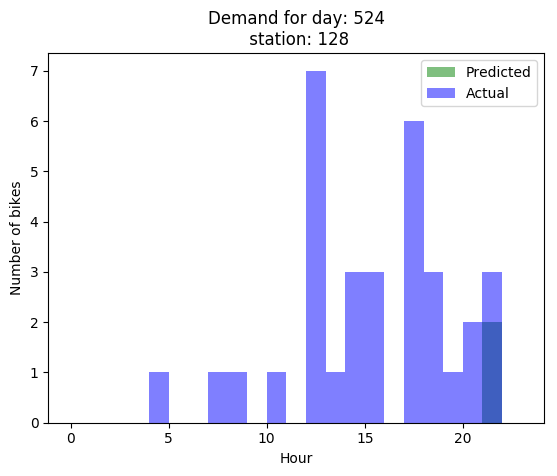 Demand for day: 524
station: 128
Predicted
Actual
Number of bikes
7
6
5
4
3
2
1
0
0 5 10 15 20
Hour